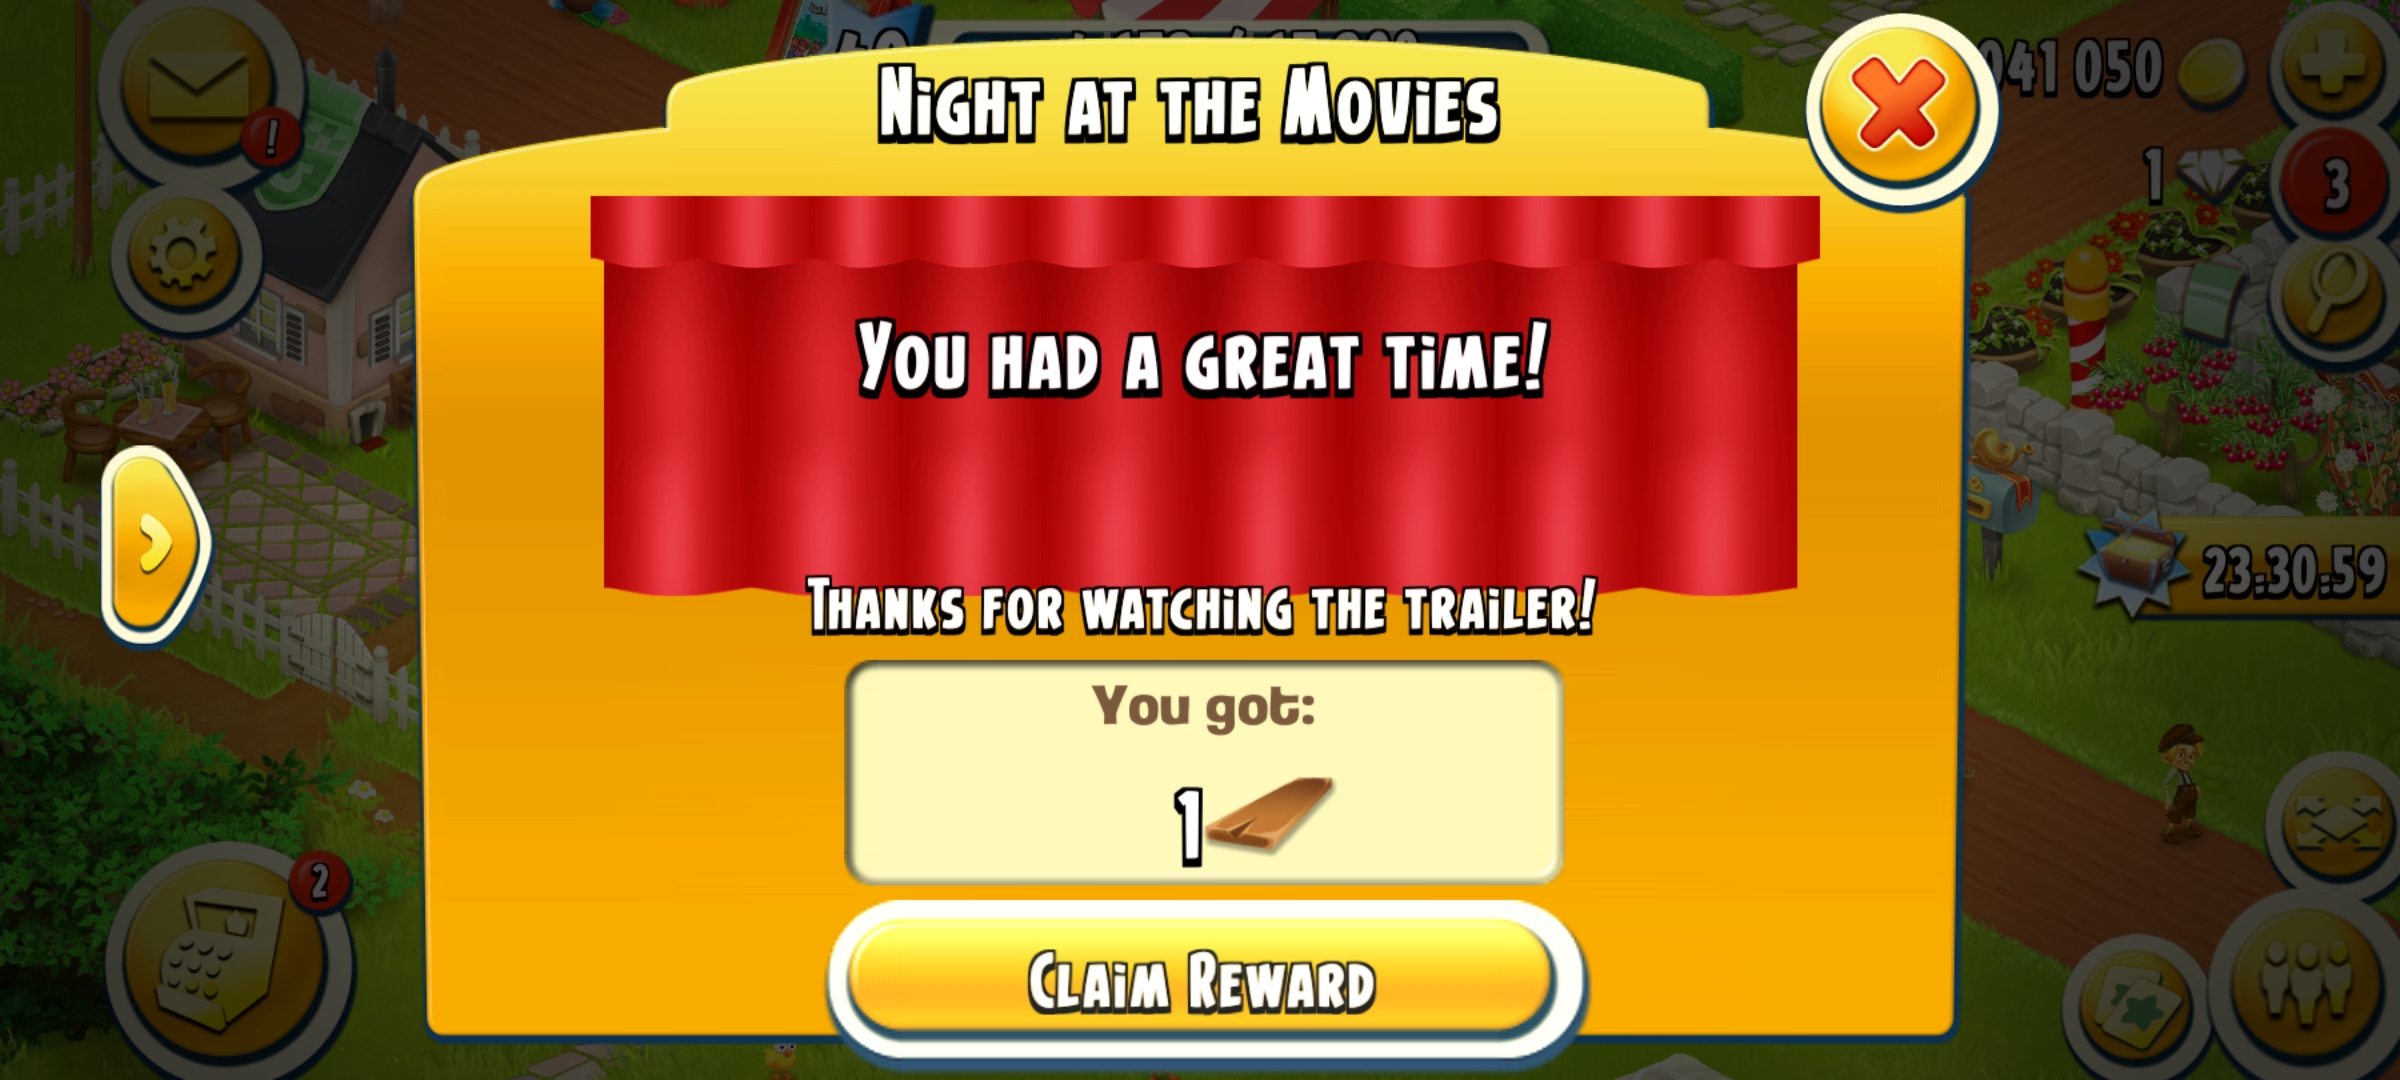 Night at the Movies
041 050
!
1
3
You had a great time!
23:30:59
Thanks for watching the trailer!
You got:
1
2
Claim Reward